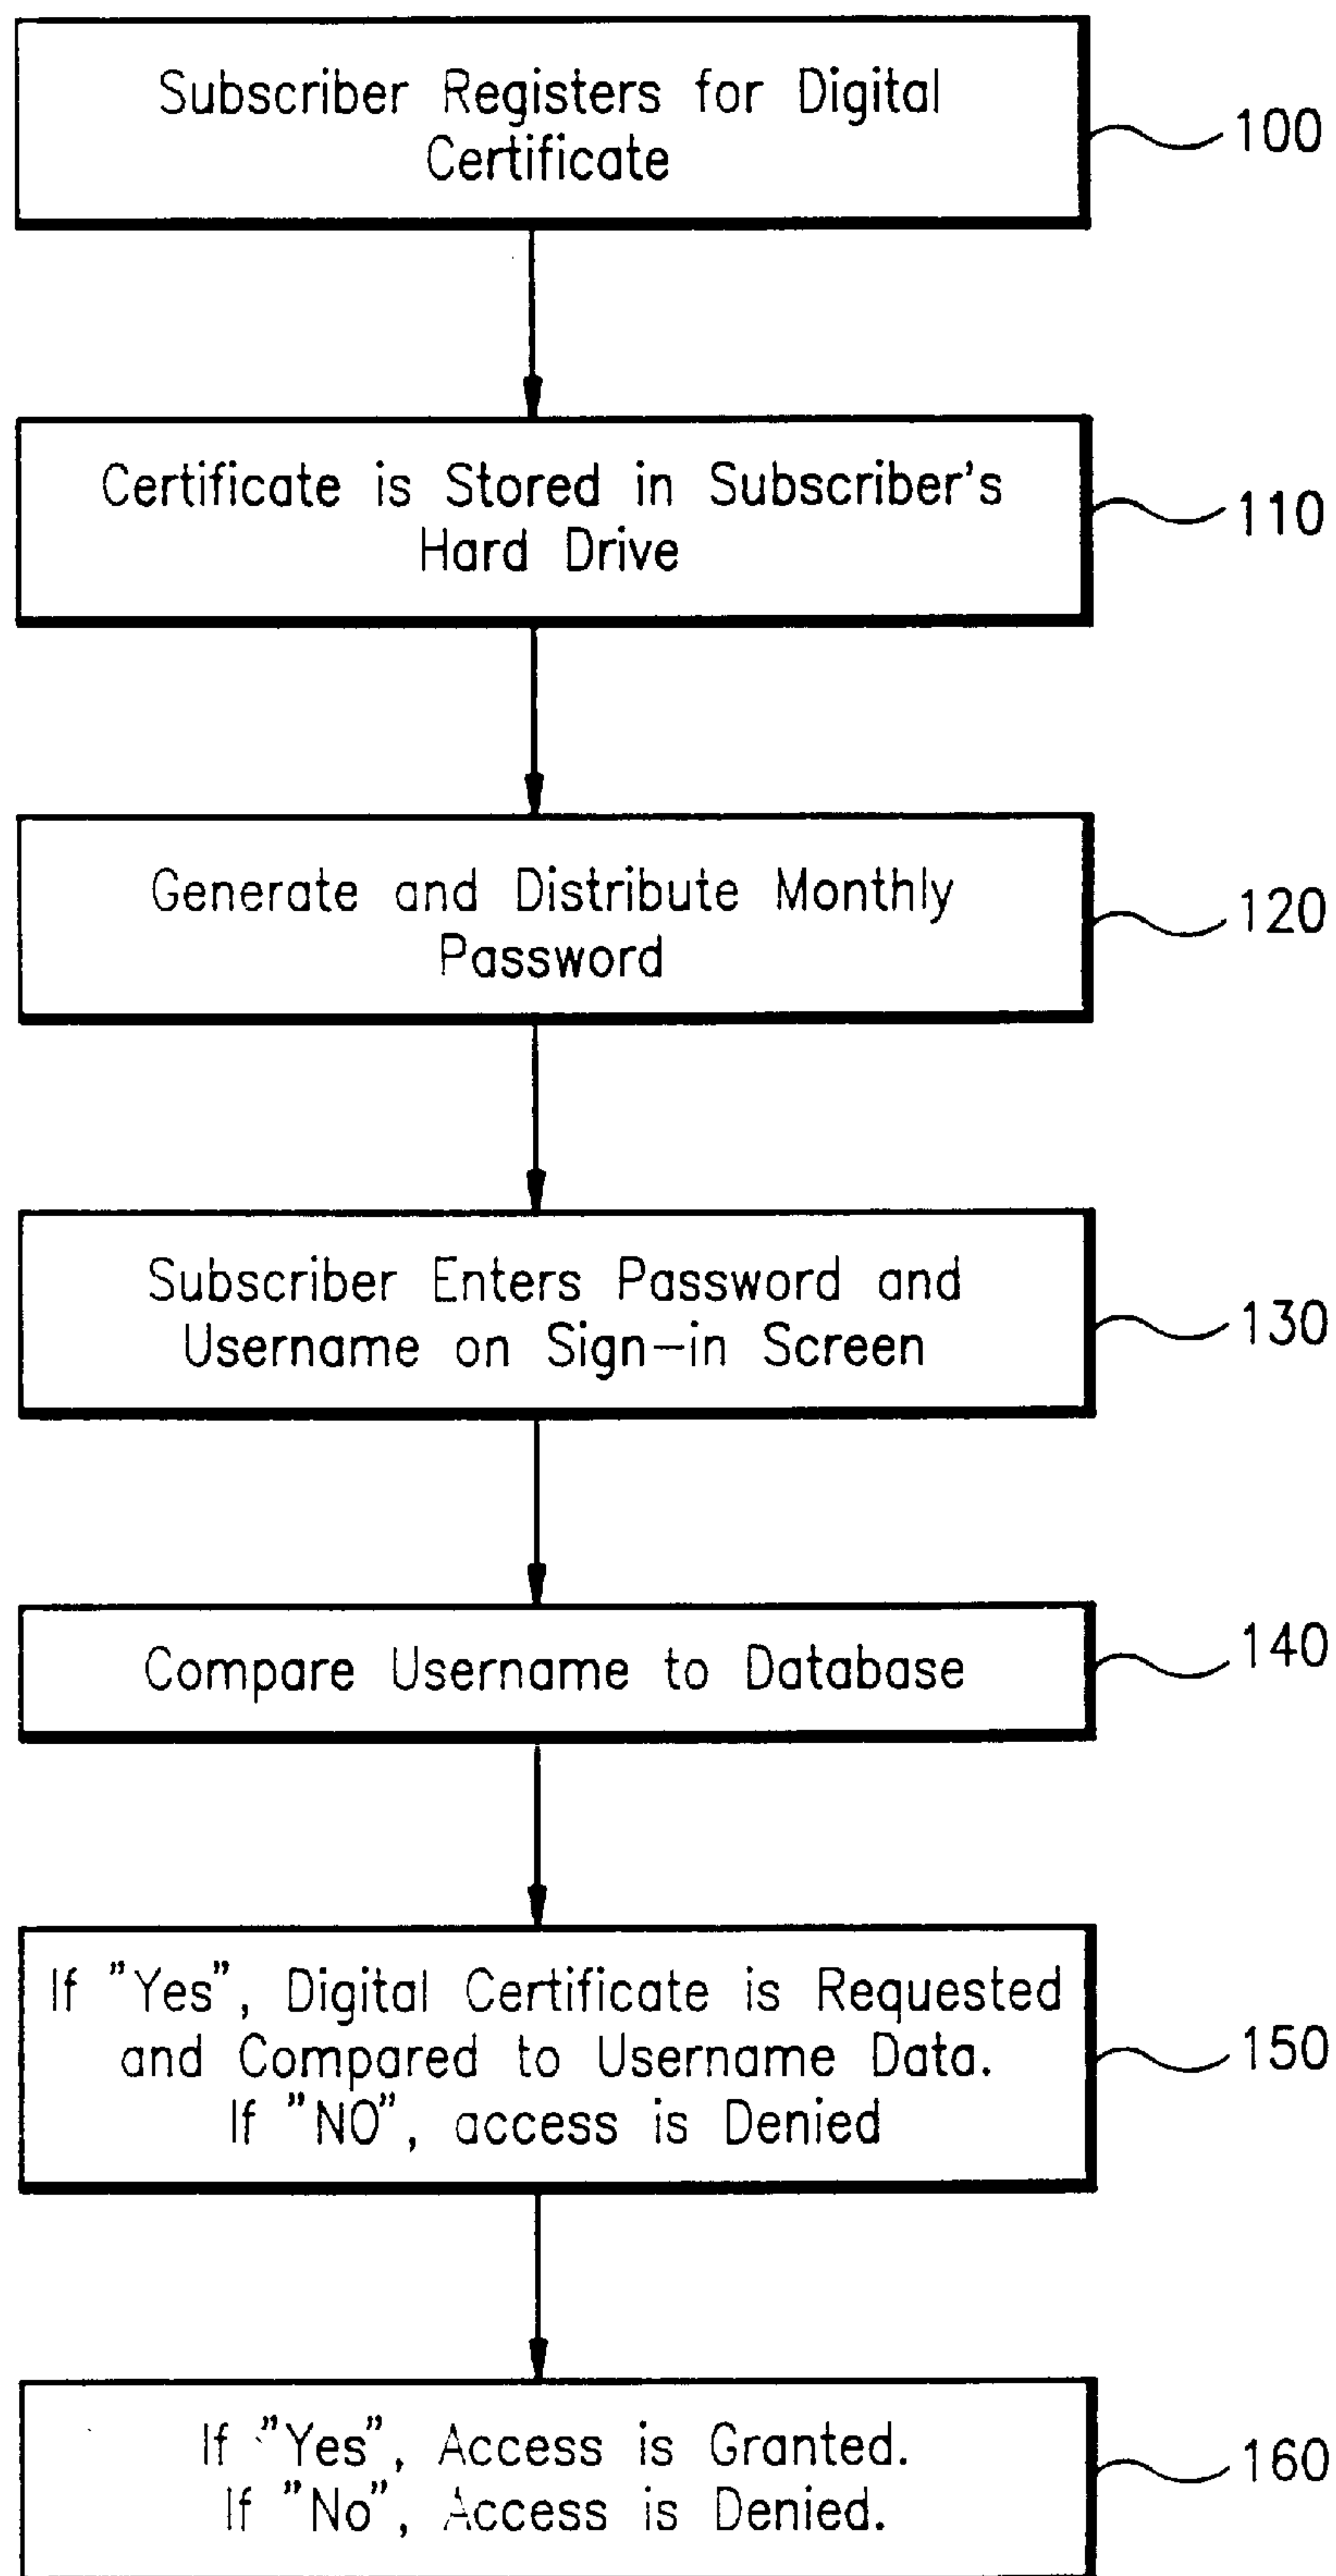 Subscriber Registers for Digital
Certificate
100
Certificate is Stored in Subscriber's
Hard Drive
110
Generate and Distribute Monthly
Password
120
Subscriber Enters Password and
Username on Sign-in Screen
130
Compare Username to Database
140
If "Yes", Digital Certificate is Requested
and Compared to Username Data.
If "NO", access is Denied
150
If "Yes", Access is Granted.
If "No", Access is Denied.
160